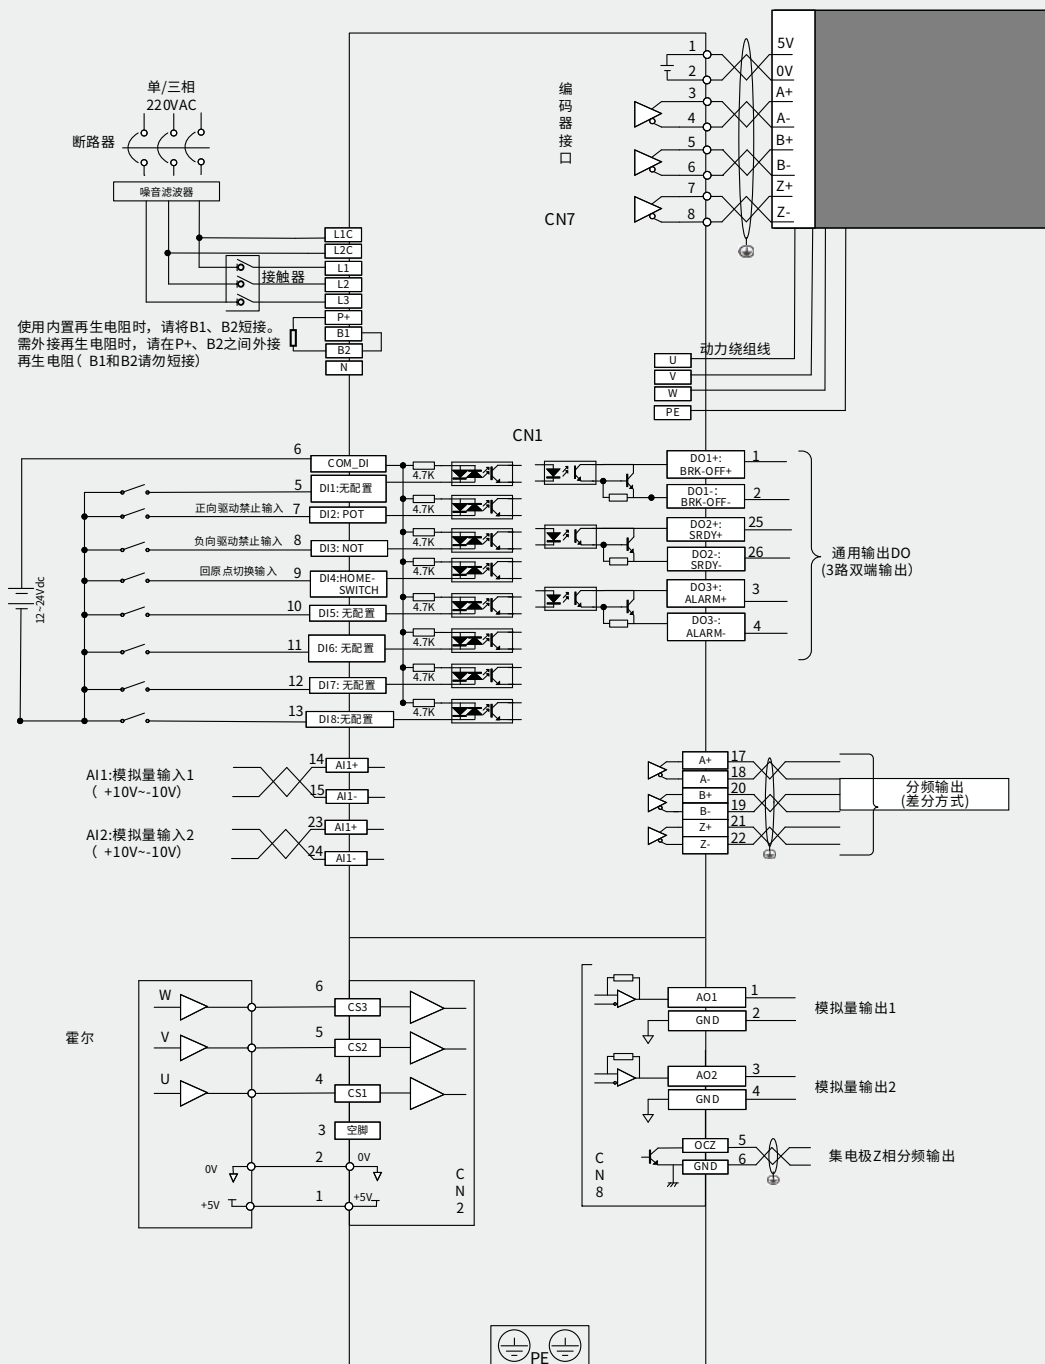 单/三相
220VAC
断路器
噪音滤波器
接触器
L1C
L2C
L1
L2
L3
P+
B1
B2
N
使用内置再生电阻时，请将B1、B2短接。
需外接再生电阻时，请在P+、B2之间外接
再生电阻（ B1和B2请勿短接）
编
码
器
接
口
CN7
1
2
3
4
5
6
7
8
5V
0V
A+
A-
B+
B-
Z+
Z-
动力绕组线
U
V
W
PE
CN1
12~24Vdc
6
COM_DI
4.7K
5
DI1:无配置
正向驱动禁止输入
7
DI2: POT
4.7K
负向驱动禁止输入
8
DI3: NOT
4.7K
回原点切换输入
9
DI4:HOME-
SWITCH
4.7K
10
DI5: 无配置
4.7K
11
DI6: 无配置
4.7K
12
DI7: 无配置
4.7K
13
DI8:无配置
4.7K
DO1+:
BRK-OFF+
1
DO1-:
BRK-OFF-
2
DO2+:
SRDY+
25
DO2-:
SRDY-
26
DO3+:
ALARM+
3
DO3-:
ALARM-
4
通用输出DO
(3路双端输出）
AI1:模拟量输入1
（ +10V~-10V）
14
AI1+
15
AI1-
AI2:模拟量输入2
（ +10V~-10V）
23
AI1+
24
AI1-
A+
17
A-
18
B+
20
B-
19
Z+
21
Z-
22
分频输出
(差分方式)
霍尔
W
V
U
0V
+5V
6
CS3
5
CS2
4
CS1
3
空脚
2
0V
1
+5V
C
N
2
C
N
8
AO1
1
GND
2
模拟量输出1
AO2
3
GND
4
模拟量输出2
OCZ
5
GND
6
集电极Z相分频输出
PE